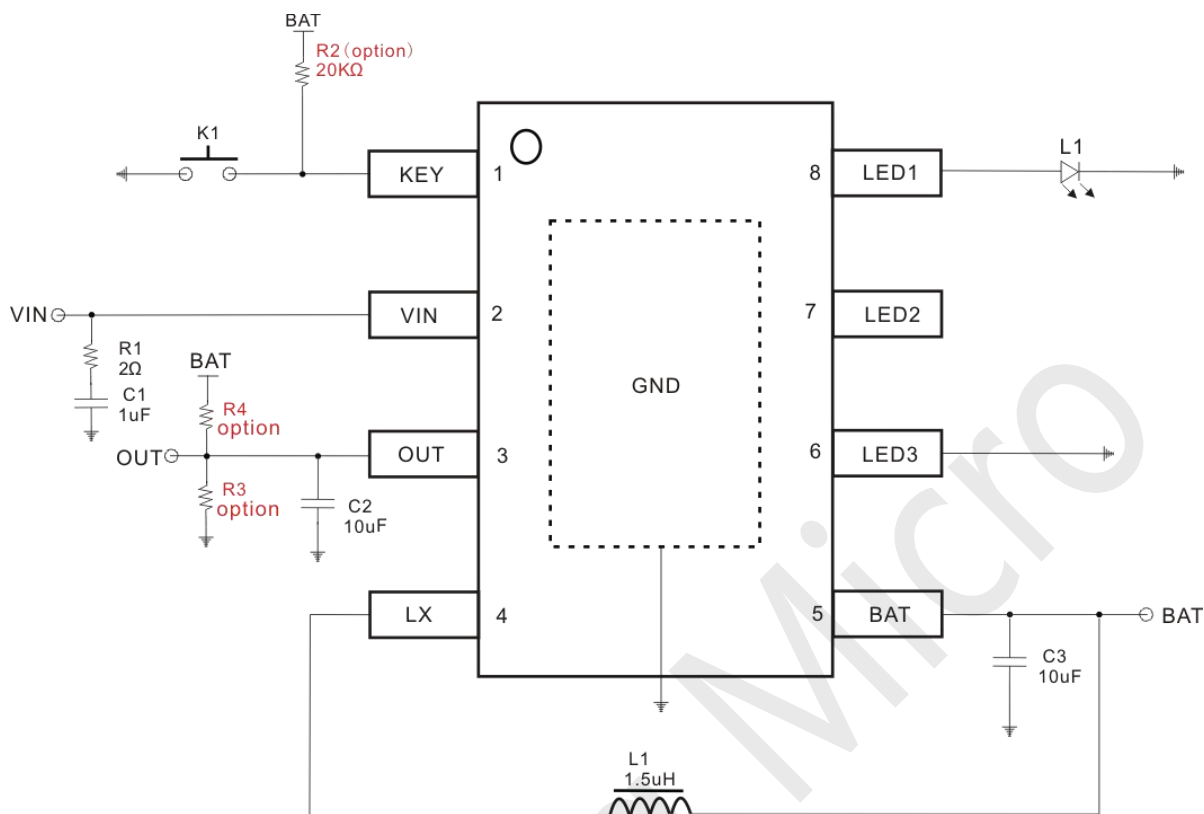 BAT
R2(option)
20KΩ
K1
KEY
1
8
LED1
L1
VIN
VIN
2
7
LED2
R1
2Ω
C1
1uF
BAT
R4
option
GND
OUT
OUT
3
6
LED3
R3
option
C2
10uF
LX
4
5
BAT
BAT
C3
10uF
L1
1.5uH
Micro